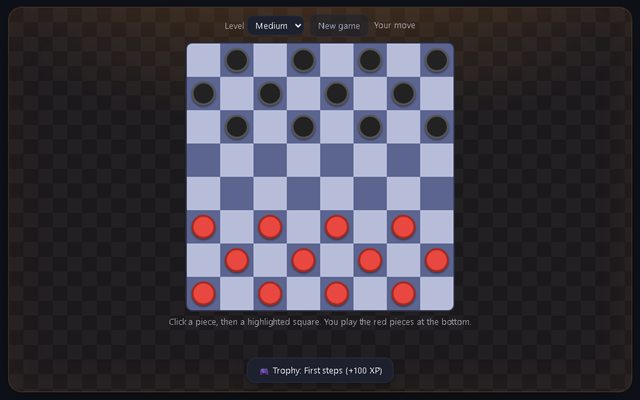 Level Medium New game Your move
Click a piece, then a highlighted square. You play the red pieces at the bottom.
Trophy: First steps (+100 XP)